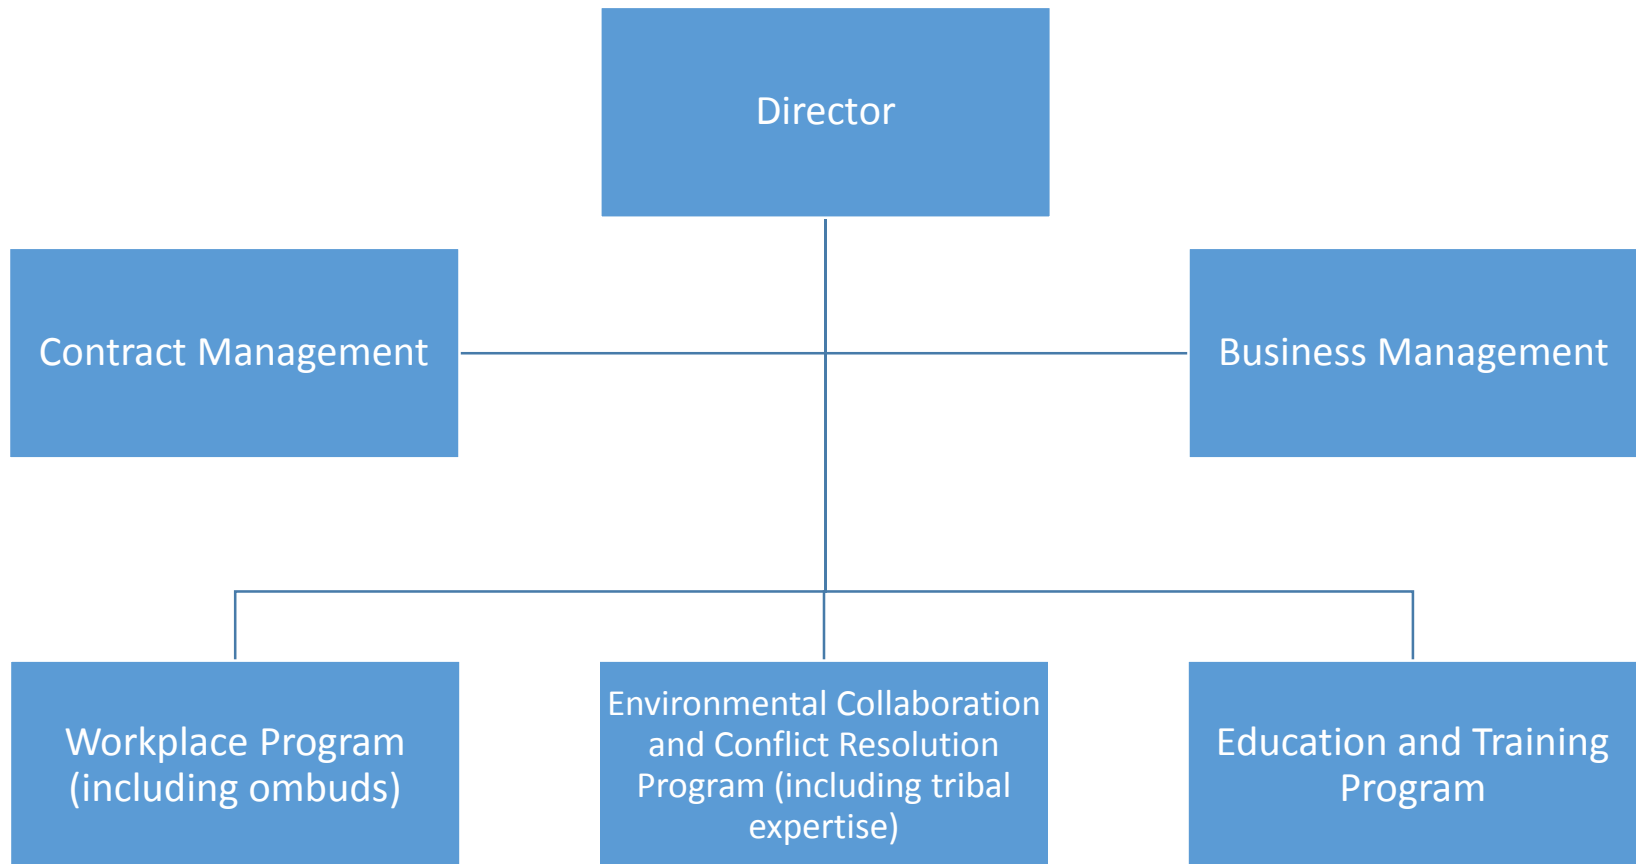 Director
Contract Management
Business Management
Workplace Program
(including ombuds)
Environmental Collaboration
and Conflict Resolution
Program (including tribal
expertise)
Education and Training
Program